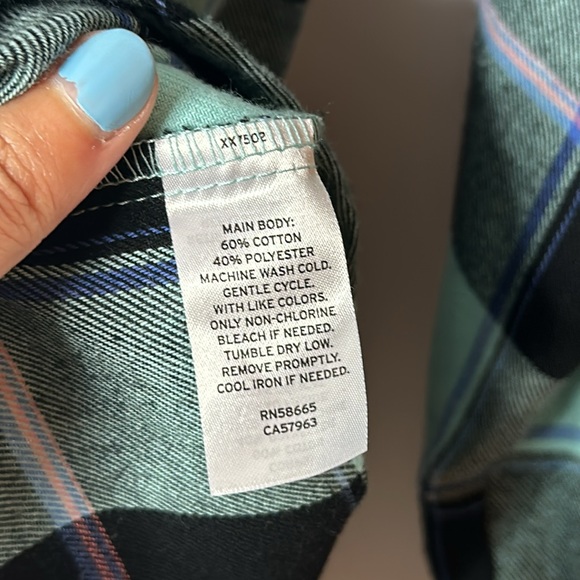 XX7502
MAIN BODY:
60% COTTON
40% POLYESTER
MACHINE WASH COLD.
GENTLE CYCLE.
WITH LIKE COLORS.
ONLY NON-CHLORINE
BLEACH IF NEEDED.
TUMBLE DRY LOW.
REMOVE PROMPTLY.
COOL IRON IF NEEDED.
RN58665
CA57963